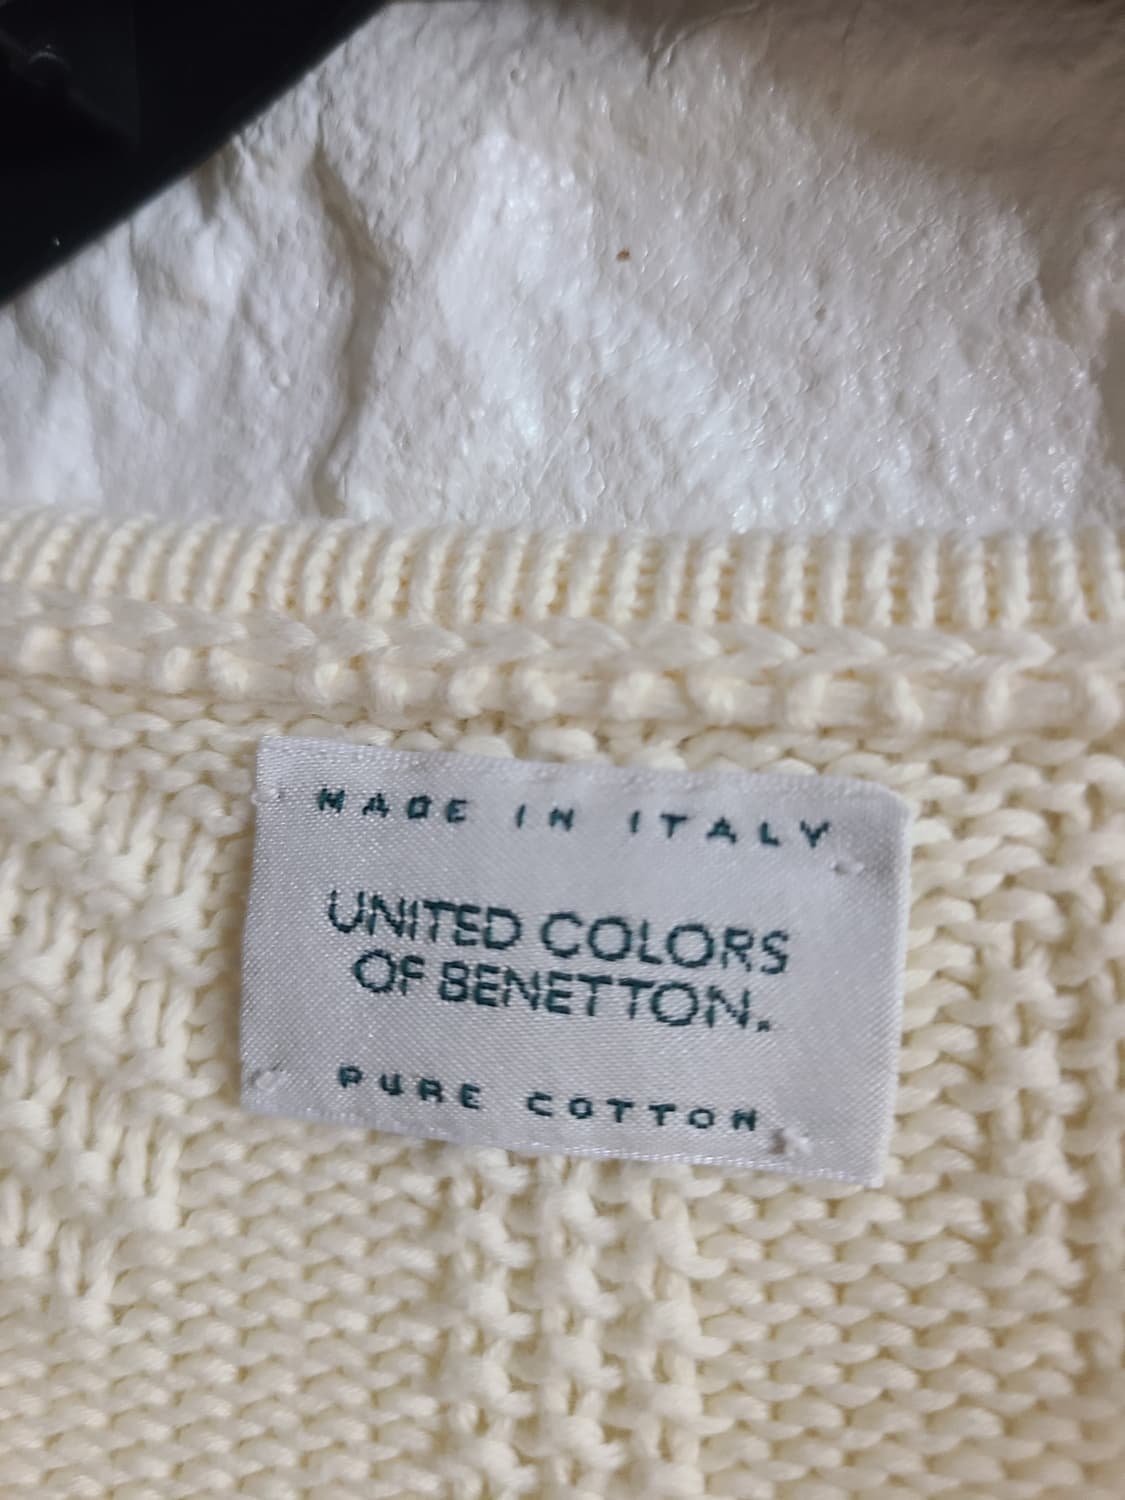 MADE IN ITALY
UNITED COLORS
OF BENETTON.
PURE COTTON